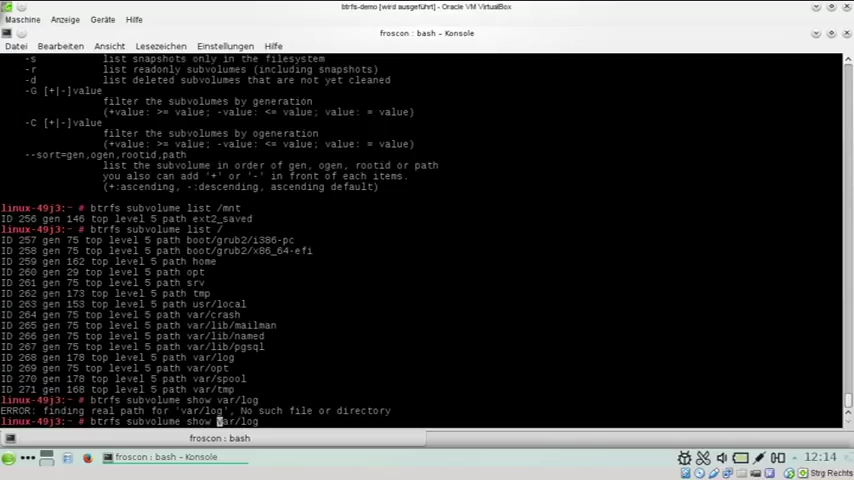 btrfs-demo [wird ausgeführt] - Oracle VM VirtualBox
Maschine Anzeige Geräte Hilfe
froscon : bash - Konsole
Datei Bearbeiten Ansicht Lesezeichen Einstellungen Hilfe
-s list snapshots only in the filesystem
-r list readonly subvolumes (including snapshots)
-d list deleted subvolumes that are not yet cleaned
-G [+|-]value
filter the subvolumes by generation
(+value: >= value; -value: <= value; value: = value)
-C [+|-]value
filter the subvolumes by ogeneration
(+value: >= value; -value: <= value; value: = value)
--sort=gen,ogen,rootid,path
list the subvolume in order of gen, ogen, rootid or path
you also can add '+' or '-' in front of each items.
(+:ascending, -:descending, ascending default)
linux-49j3:~ # btrfs subvolume list /mnt
ID 256 gen 146 top level 5 path ext2_saved
linux-49j3:~ # btrfs subvolume list /
ID 257 gen 75 top level 5 path boot/grub2/i386-pc
ID 258 gen 75 top level 5 path boot/grub2/x86_64-efi
ID 259 gen 162 top level 5 path home
ID 260 gen 29 top level 5 path opt
ID 261 gen 75 top level 5 path srv
ID 262 gen 173 top level 5 path tmp
ID 263 gen 153 top level 5 path usr/local
ID 264 gen 75 top level 5 path var/crash
ID 265 gen 75 top level 5 path var/lib/mailman
ID 266 gen 75 top level 5 path var/lib/named
ID 267 gen 75 top level 5 path var/lib/pgsql
ID 268 gen 178 top level 5 path var/log
ID 269 gen 75 top level 5 path var/opt
ID 270 gen 178 top level 5 path var/spool
ID 271 gen 168 top level 5 path var/tmp
linux-49j3:~ # btrfs subvolume show var/log
ERROR: finding real path for 'var/log', No such file or directory
linux-49j3:~ # btrfs subvolume show var/log
froscon : bash
froscon : bash - Konsole
12:14
Strg Rechts